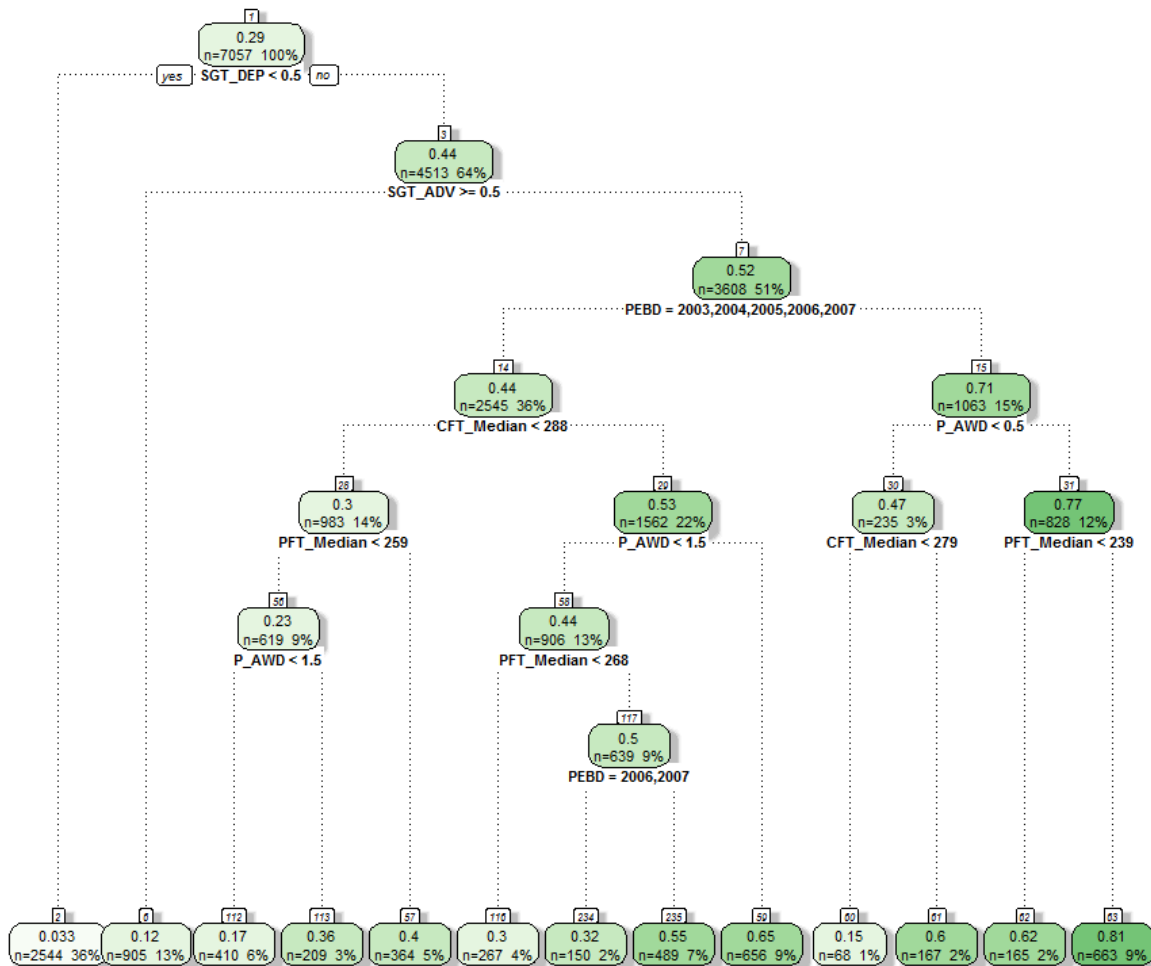 1
0.29
n=7057 100%
yes SGT_DEP < 0.5 no
3
0.44
n=4513 64%
SGT_ADV >= 0.5
7
0.52
n=3608 51%
PEBD = 2003,2004,2005,2006,2007
14
0.44
n=2545 36%
CFT_Median < 288
15
0.71
n=1063 15%
P_AWD < 0.5
28
0.3
n=983 14%
PFT_Median < 259
29
0.53
n=1562 22%
P_AWD < 1.5
30
0.47
n=235 3%
CFT_Median < 279
31
0.77
n=828 12%
PFT_Median < 239
56
0.23
n=619 9%
P_AWD < 1.5
58
0.44
n=906 13%
PFT_Median < 268
117
0.5
n=639 9%
PEBD = 2006,2007
2
0.033
n=2544 36%
6
0.12
n=905 13%
112
0.17
n=410 6%
113
0.36
n=209 3%
57
0.4
n=364 5%
116
0.3
n=267 4%
234
0.32
n=150 2%
235
0.55
n=489 7%
59
0.65
n=656 9%
60
0.15
n=68 1%
61
0.6
n=167 2%
62
0.62
n=165 2%
63
0.81
n=663 9%